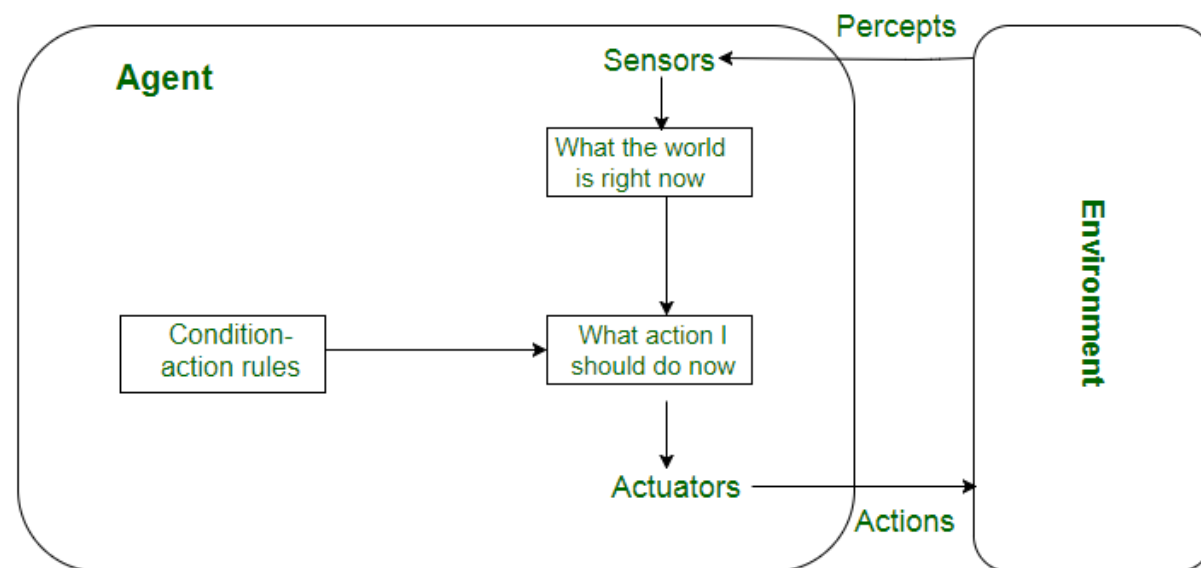 Percepts
Agent
Sensors
What the world
is right now
Environment
Condition-
action rules
What action I
should do now
Actuators
Actions